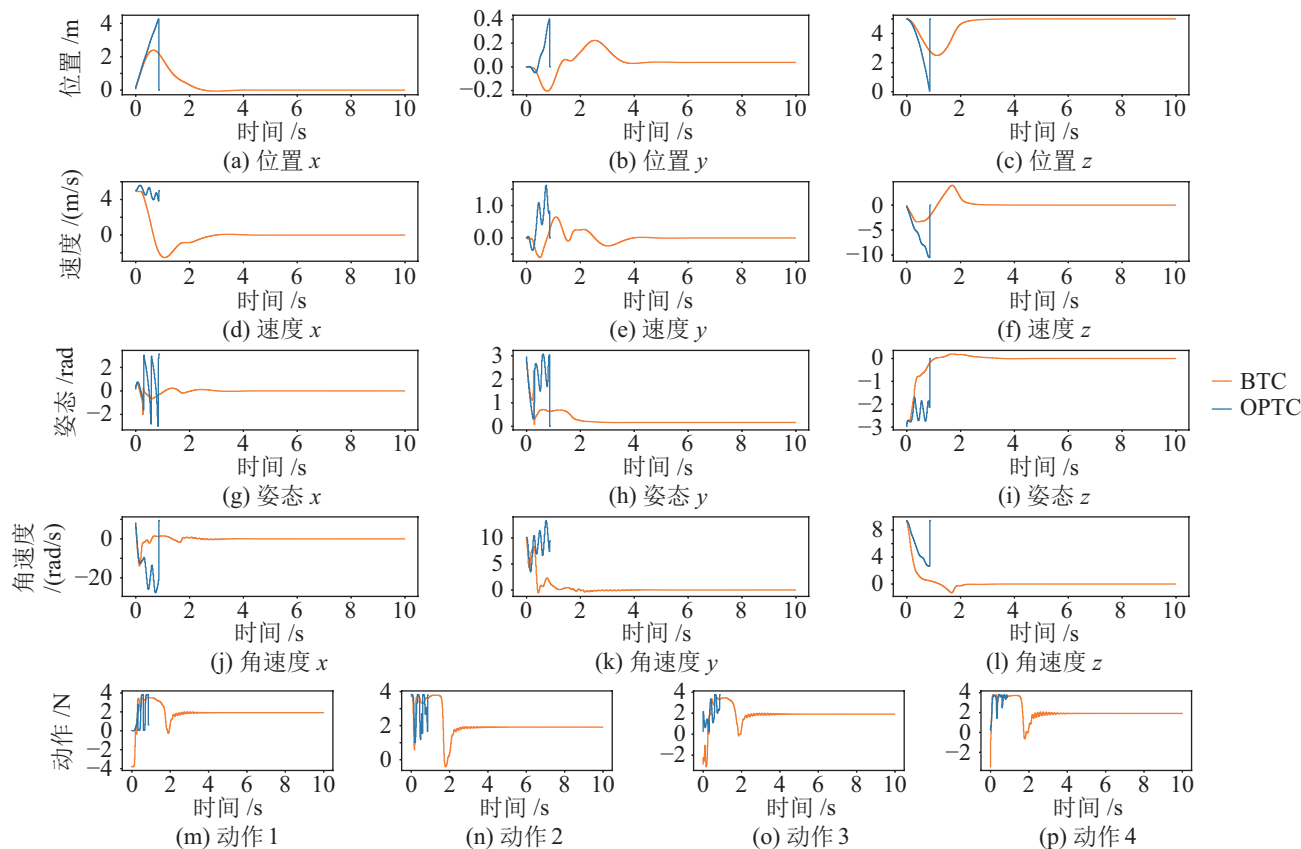 位置 /m
4
2
0
0 2 4 6 8 10
时间 /s
(a) 位置 x
0.4
0.2
0.0
−0.2
0 2 4 6 8 10
时间 /s
(b) 位置 y
4
2
0
0 2 4 6 8 10
时间 /s
(c) 位置 z
速度 /(m/s)
4
0
0 2 4 6 8 10
时间 /s
(d) 速度 x
1.0
0.0
0 2 4 6 8 10
时间 /s
(e) 速度 y
0
−5
−10
0 2 4 6 8 10
时间 /s
(f) 速度 z
姿态 /rad
2
0
−2
0 2 4 6 8 10
时间 /s
(g) 姿态 x
3
2
1
0
0 2 4 6 8 10
时间 /s
(h) 姿态 y
0
−1
−2
−3
0 2 4 6 8 10
时间 /s
(i) 姿态 z
BTC
OPTC
角速度
/(rad/s)
0
−20
0 2 4 6 8 10
时间 /s
(j) 角速度 x
10
5
0
0 2 4 6 8 10
时间 /s
(k) 角速度 y
8
4
0
0 2 4 6 8 10
时间 /s
(l) 角速度 z
动作 /N
4
2
0
−2
−4
0 2 4 6 8 10
时间 /s
(m) 动作 1
4
2
0
0 2 4 6 8 10
时间 /s
(n) 动作 2
4
2
0
−2
0 2 4 6 8 10
时间 /s
(o) 动作 3
4
2
0
−2
0 2 4 6 8 10
时间 /s
(p) 动作 4